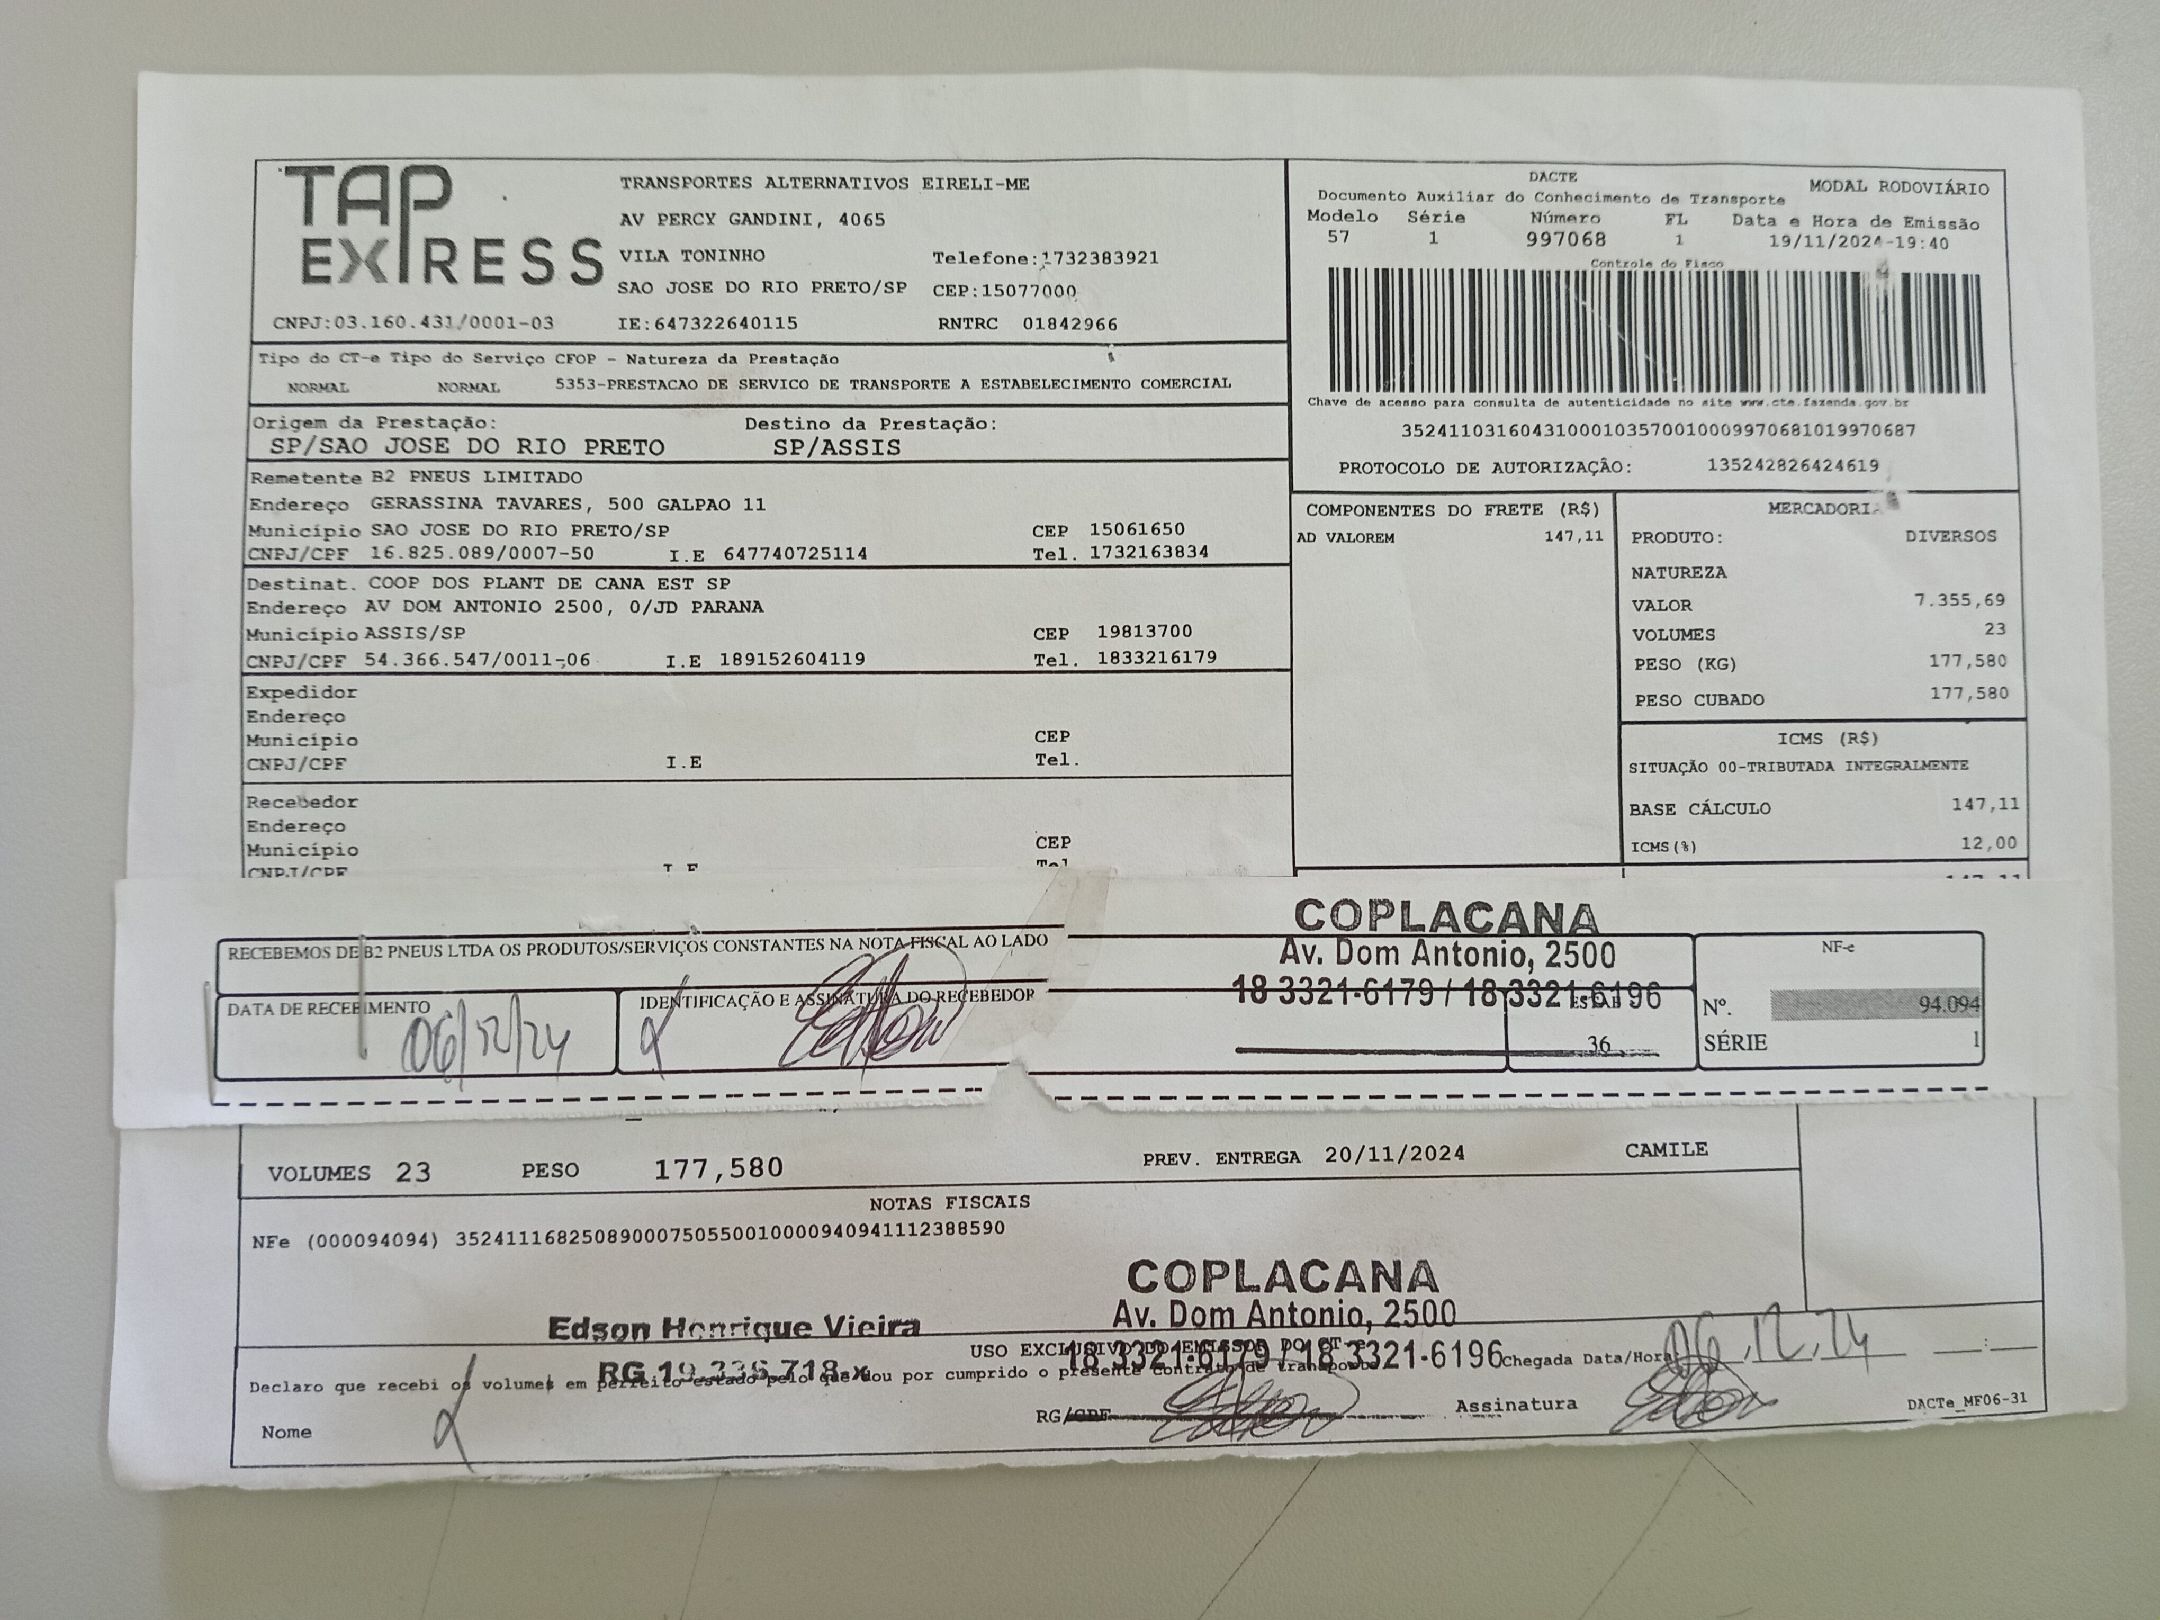 TAP EXPRESS
TRANSPORTES ALTERNATIVOS EIRELI-ME
AV PERCY GANDINI, 4065
VILA TONINHO Telefone:1732383921
SAO JOSE DO RIO PRETO/SP CEP:15077000
CNPJ:03.160.431/0001-03 IE:647322640115 RNTRC 01842966
DACTE
Documento Auxiliar do Conhecimento de Transporte
MODAL RODOVIÁRIO
Modelo Série Número FL Data e Hora de Emissão
57 1 997068 1 19/11/2024-19:40
Controle do Fisco
Chave de acesso para consulta de autenticidade no site www.cte.fazenda.gov.br
35241103160431000103570010009970681019970687
PROTOCOLO DE AUTORIZAÇÃO: 135242826424619
Tipo do CT-e Tipo do Serviço CFOP - Natureza da Prestação
NORMAL NORMAL 5353-PRESTACAO DE SERVICO DE TRANSPORTE A ESTABELECIMENTO COMERCIAL
Origem da Prestação: Destino da Prestação:
SP/SAO JOSE DO RIO PRETO SP/ASSIS
Remetente B2 PNEUS LIMITADO
Endereço GERASSINA TAVARES, 500 GALPAO 11
Município SAO JOSE DO RIO PRETO/SP CEP 15061650
CNPJ/CPF 16.825.089/0007-50 I.E 647740725114 Tel. 1732163834
Destinat. COOP DOS PLANT DE CANA EST SP
Endereço AV DOM ANTONIO 2500, 0/JD PARANA
Município ASSIS/SP CEP 19813700
CNPJ/CPF 54.366.547/0011-06 I.E 189152604119 Tel. 1833216179
Expedidor
Endereço
Município CEP
CNPJ/CPF I.E Tel.
Recebedor
Endereço
Município CEP
CNPJ/CPF I.E Tel
COMPONENTES DO FRETE (R$)
AD VALOREM 147,11
MERCADORI
PRODUTO: DIVERSOS
NATUREZA
VALOR 7.355,69
VOLUMES 23
PESO (KG) 177,580
PESO CUBADO 177,580
ICMS (R$)
SITUAÇÃO 00-TRIBUTADA INTEGRALMENTE
BASE CÁLCULO 147,11
ICMS(%) 12,00
COPLACANA
Av. Dom Antonio, 2500
18 3321-6179 / 18 3321-6196
RECEBEMOS DE B2 PNEUS LTDA OS PRODUTOS/SERVIÇOS CONSTANTES NA NOTA FISCAL AO LADO
DATA DE RECEBIMENTO
06/12/24
IDENTIFICAÇÃO E ASSINATURA DO RECEBEDOR
36
NF-e
Nº. 94.094
SÉRIE 1
VOLUMES 23 PESO 177,580 PREV. ENTREGA 20/11/2024 CAMILE
NOTAS FISCAIS
NFe (000094094) 35241116825089000750550010000940941112388590
COPLACANA
Av. Dom Antonio, 2500
18 3321-6179 / 18 3321-6196
Edson Henrique Vieira
RG 19.336.718-x
USO EXCLUSIVO DO EMISSOR DO CT-e
Chegada Data/Hora 06 12 24
Declaro que recebi os volumes em perfeito estado pelo que dou por cumprido o presente contrato de transporte
Nome RG/CPF Assinatura DACTe_MF06-31